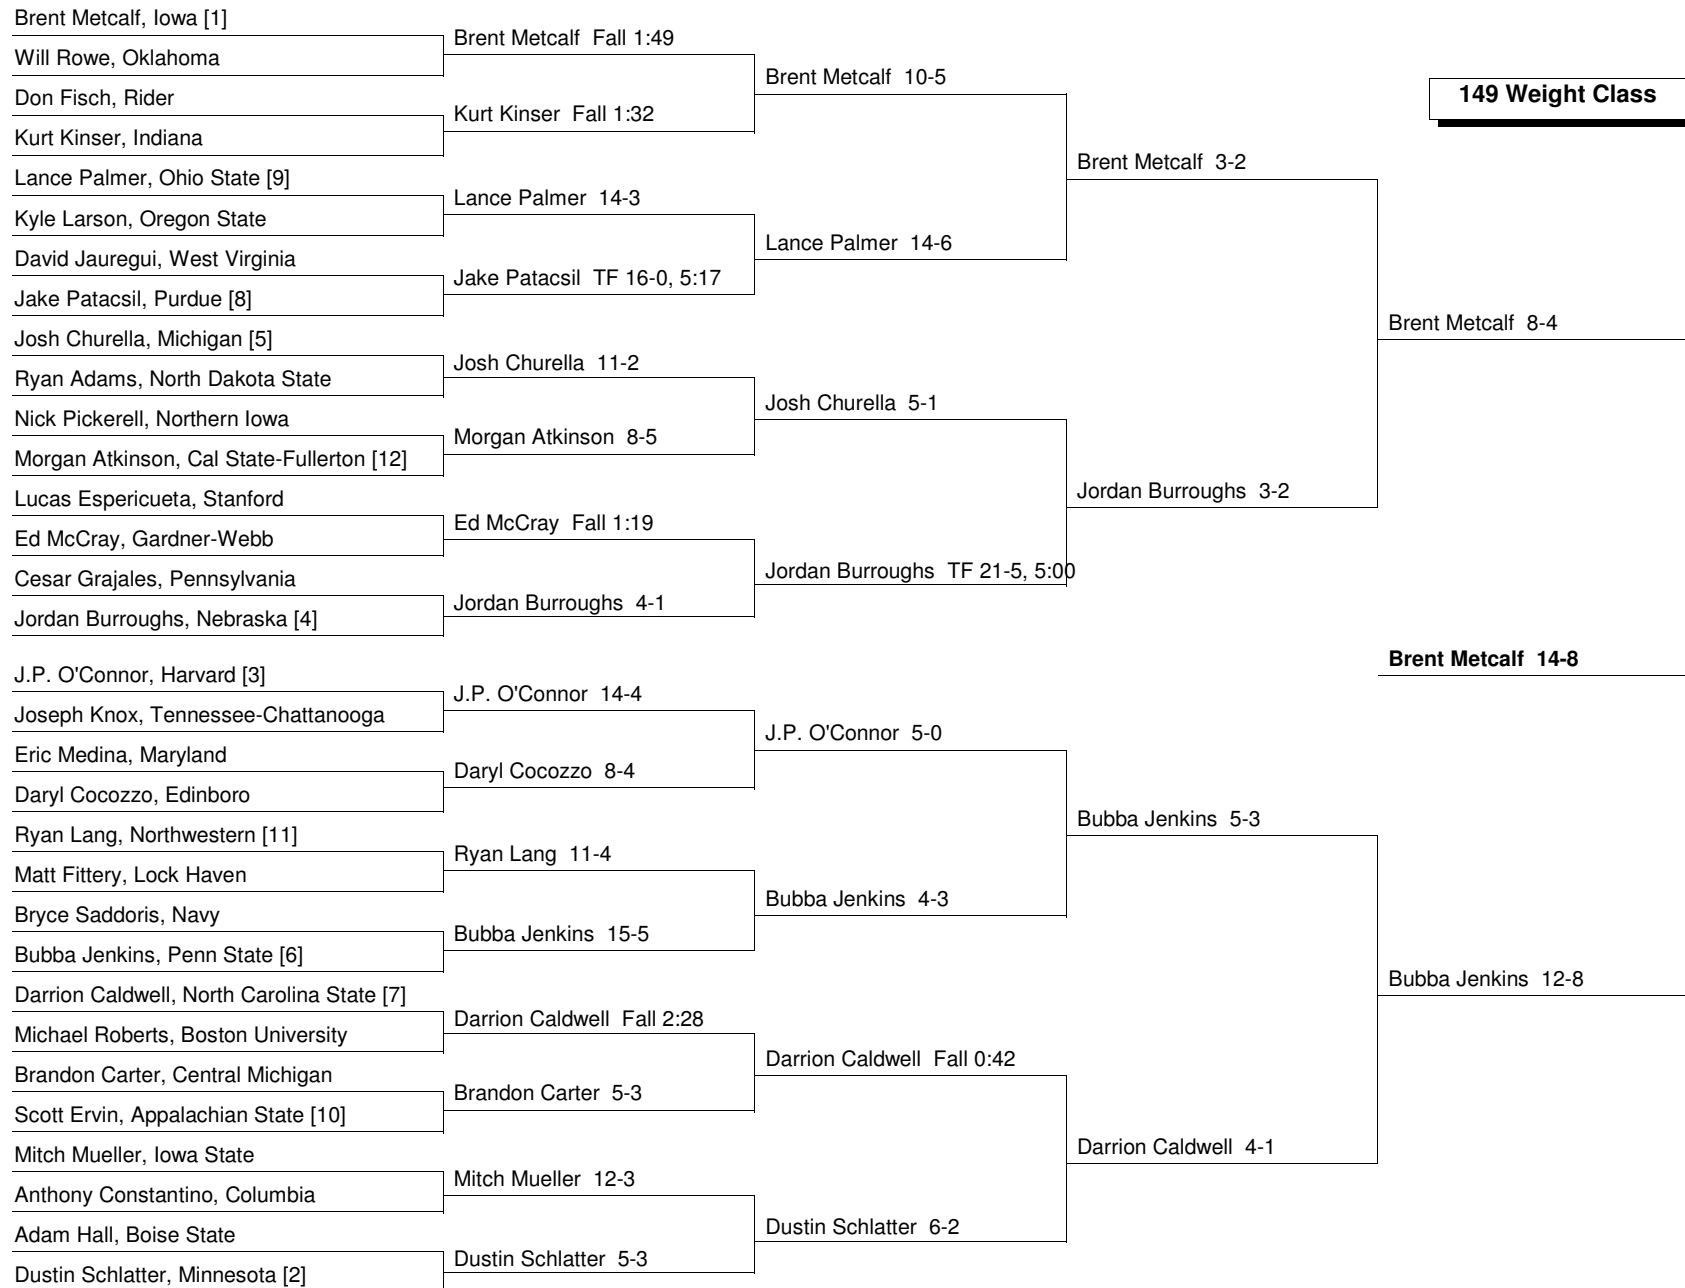 Brent Metcalf, Iowa [1]
Will Rowe, Oklahoma
Don Fisch, Rider
Kurt Kinser, Indiana
Lance Palmer, Ohio State [9]
Kyle Larson, Oregon State
David Jauregui, West Virginia
Jake Patacsil, Purdue [8]
Josh Churella, Michigan [5]
Ryan Adams, North Dakota State
Nick Pickerell, Northern Iowa
Morgan Atkinson, Cal State-Fullerton [12]
Lucas Espericueta, Stanford
Ed McCray, Gardner-Webb
Cesar Grajales, Pennsylvania
Jordan Burroughs, Nebraska [4]
J.P. O'Connor, Harvard [3]
Joseph Knox, Tennessee-Chattanooga
Eric Medina, Maryland
Daryl Cocozzo, Edinboro
Ryan Lang, Northwestern [11]
Matt Fittery, Lock Haven
Bryce Saddoris, Navy
Bubba Jenkins, Penn State [6]
Darrion Caldwell, North Carolina State [7]
Michael Roberts, Boston University
Brandon Carter, Central Michigan
Scott Ervin, Appalachian State [10]
Mitch Mueller, Iowa State
Anthony Constantino, Columbia
Adam Hall, Boise State
Dustin Schlatter, Minnesota [2]
Brent Metcalf Fall 1:49
Kurt Kinser Fall 1:32
Lance Palmer 14-3
Jake Patacsil TF 16-0, 5:17
Josh Churella 11-2
Morgan Atkinson 8-5
Ed McCray Fall 1:19
Jordan Burroughs 4-1
J.P. O'Connor 14-4
Daryl Cocozzo 8-4
Ryan Lang 11-4
Bubba Jenkins 15-5
Darrion Caldwell Fall 2:28
Brandon Carter 5-3
Mitch Mueller 12-3
Dustin Schlatter 5-3
Brent Metcalf 10-5
Lance Palmer 14-6
Josh Churella 5-1
Jordan Burroughs TF 21-5, 5:00
J.P. O'Connor 5-0
Bubba Jenkins 4-3
Darrion Caldwell Fall 0:42
Dustin Schlatter 6-2
Brent Metcalf 3-2
Jordan Burroughs 3-2
Bubba Jenkins 5-3
Darrion Caldwell 4-1
149 Weight Class
Brent Metcalf 8-4
Brent Metcalf 14-8
Bubba Jenkins 12-8